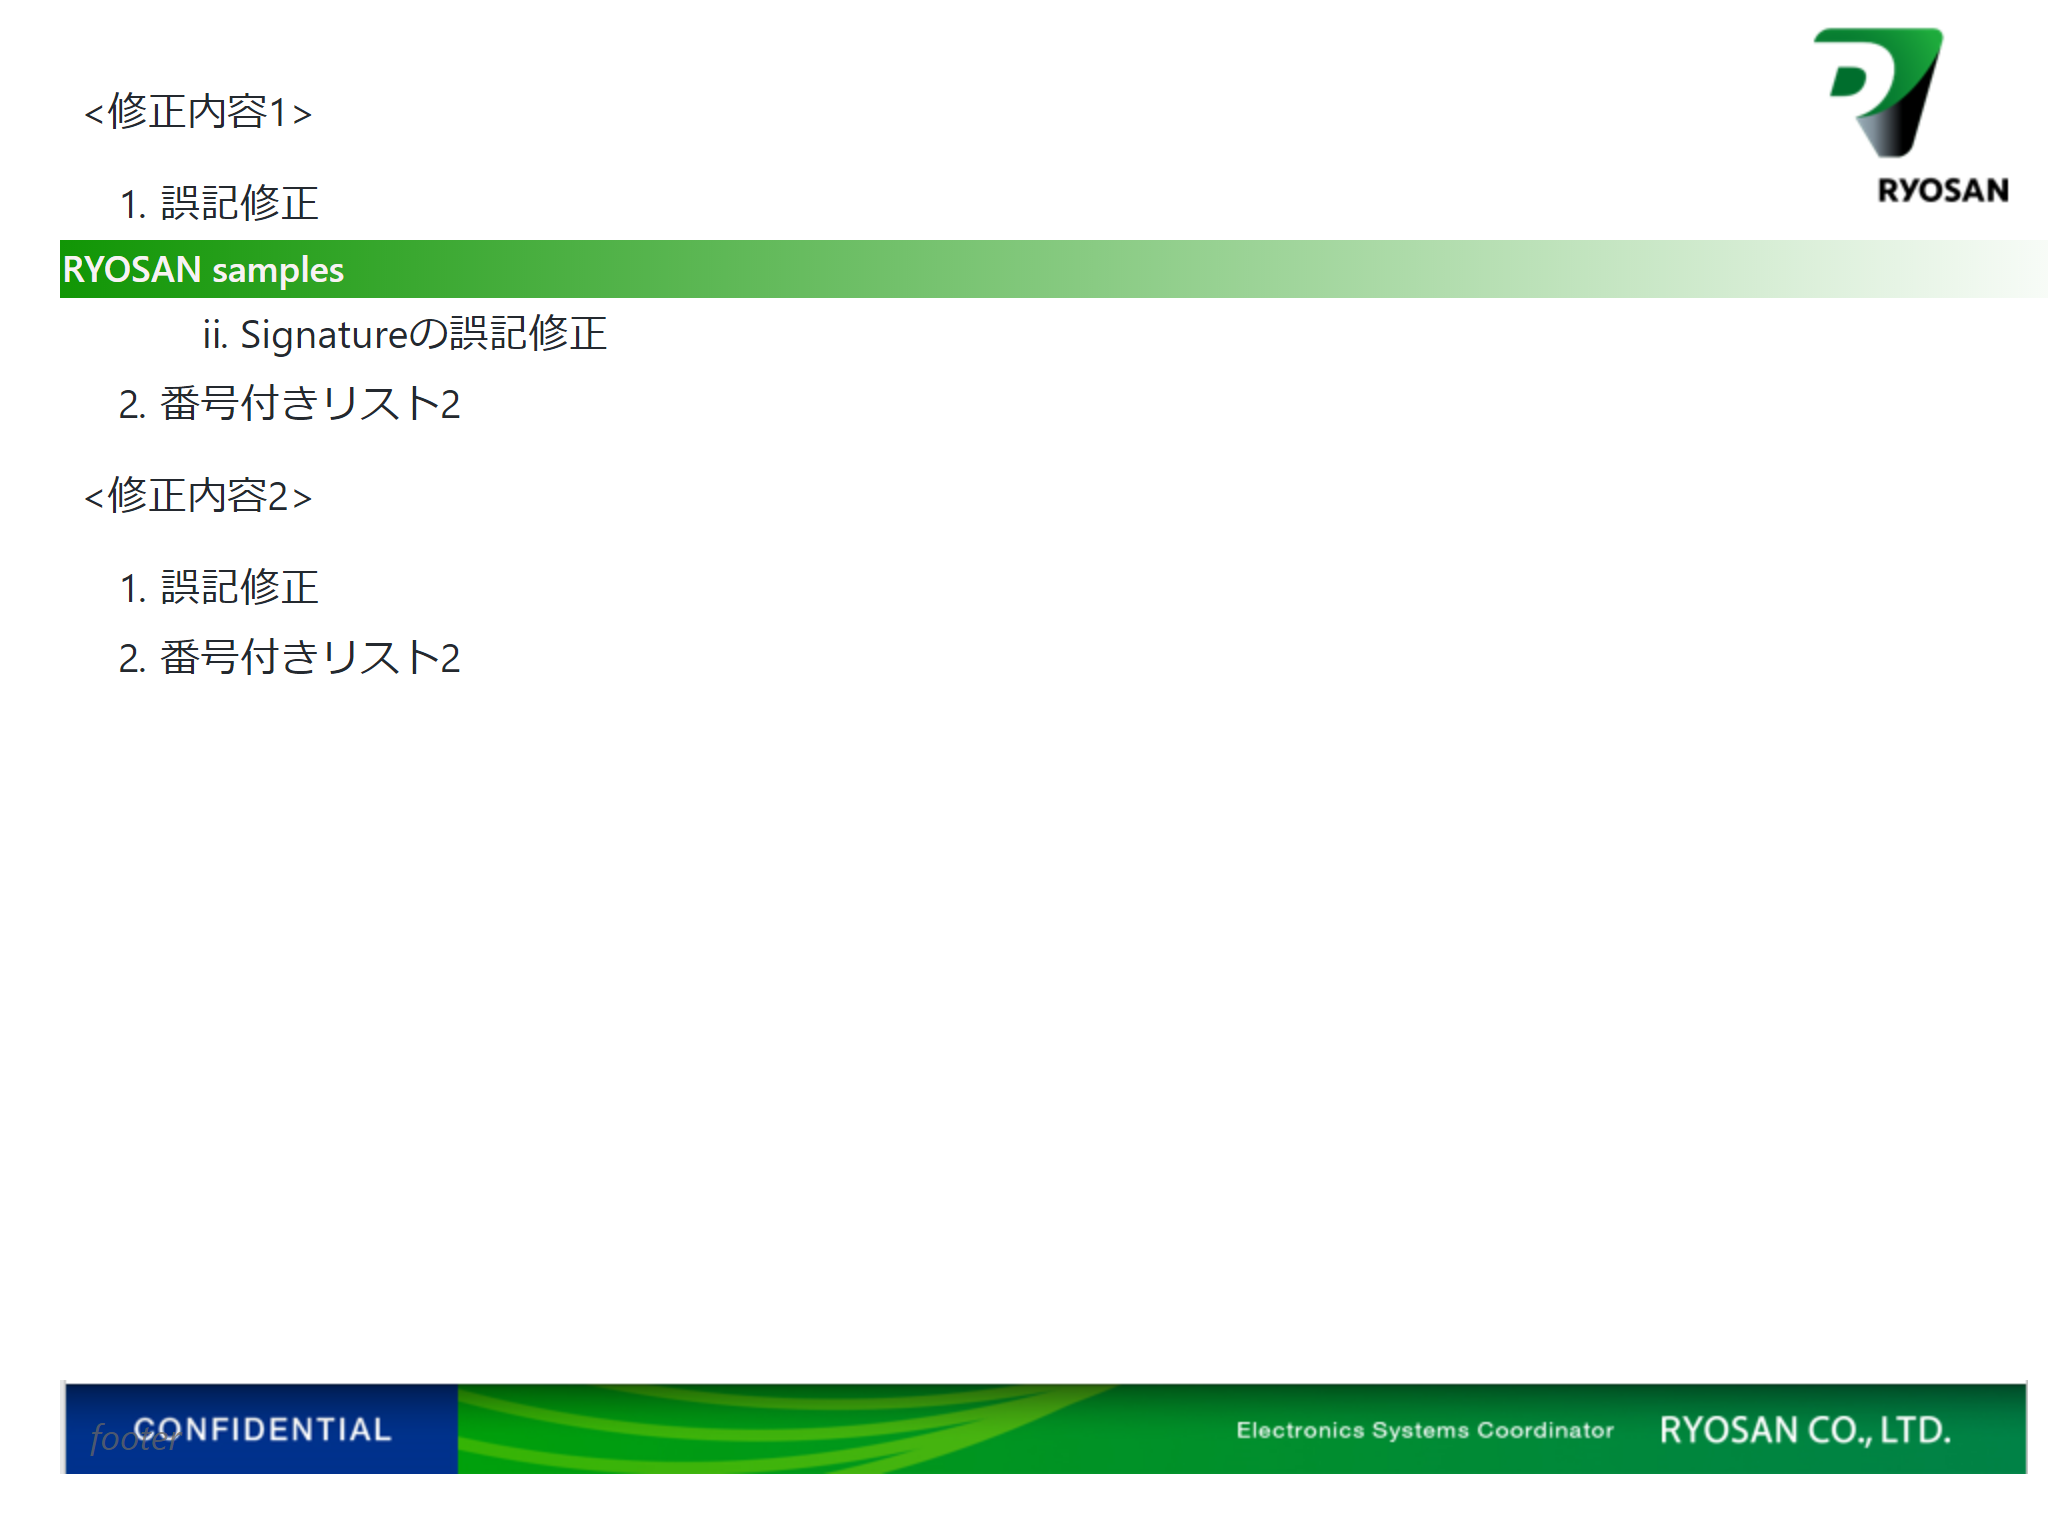 <修正内容1>
RYOSAN
1. 誤記修正
RYOSAN samples
ii. Signatureの誤記修正
2. 番号付きリスト2
<修正内容2>
1. 誤記修正
2. 番号付きリスト2
footer
CONFIDENTIAL
Electronics Systems Coordinator
RYOSAN CO., LTD.